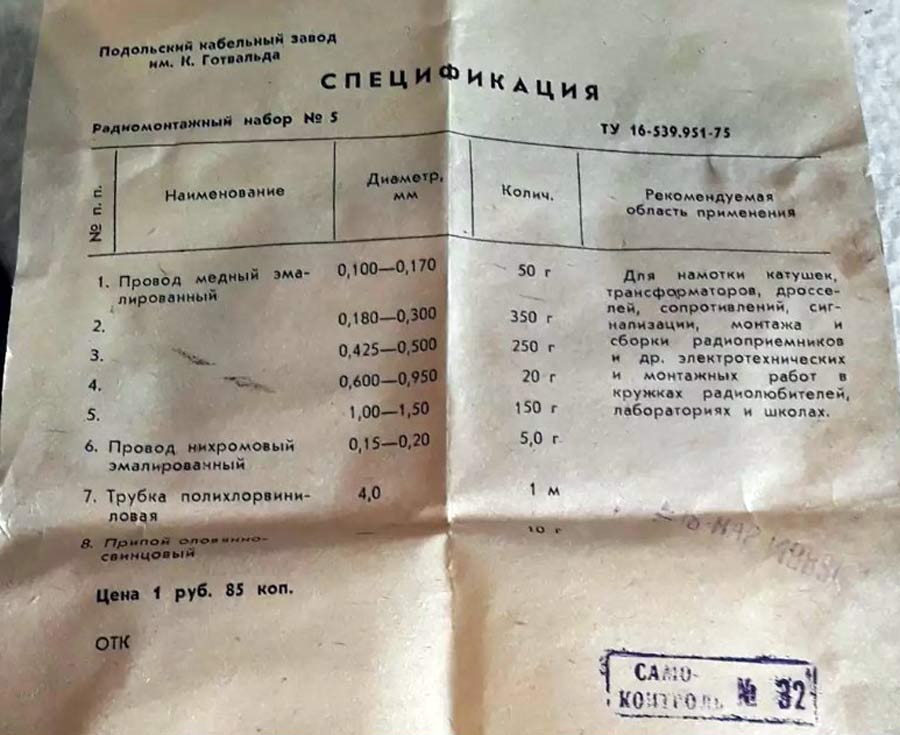 Подольский кабельный завод
им. К. Готвальда
СПЕЦИФИКАЦИЯ
Радиомонтажный набор № 5
ТУ 16-539.951-75
№ п. п.
Наименование
Диаметр,
мм
Колич.
Рекомендуемая
область применения
1. Провод медный эма-
лированный
0,100—0,170
50 г
2.
0,180—0,300
350 г
3.
0,425—0,500
250 г
4.
0,600—0,950
20 г
5.
1,00—1,50
150 г
6. Провод нихромовый
эмалированный
0,15—0,20
5,0 г
7. Трубка полихлорвини-
ловая
4,0
1 м
8. Припой оловянно-
свинцовый
—
10 г
Для намотки катушек,
трансформаторов, дроссе-
лей, сопротивлений, сиг-
нализации, монтажа и
сборки радиоприемников
и др. электротехнических
и монтажных работ в
кружках радиолюбителей,
лабораториях и школах.
МАР
Цена 1 руб. 85 коп.
ОТК
САМО-
КОНТРОЛЬ № 32